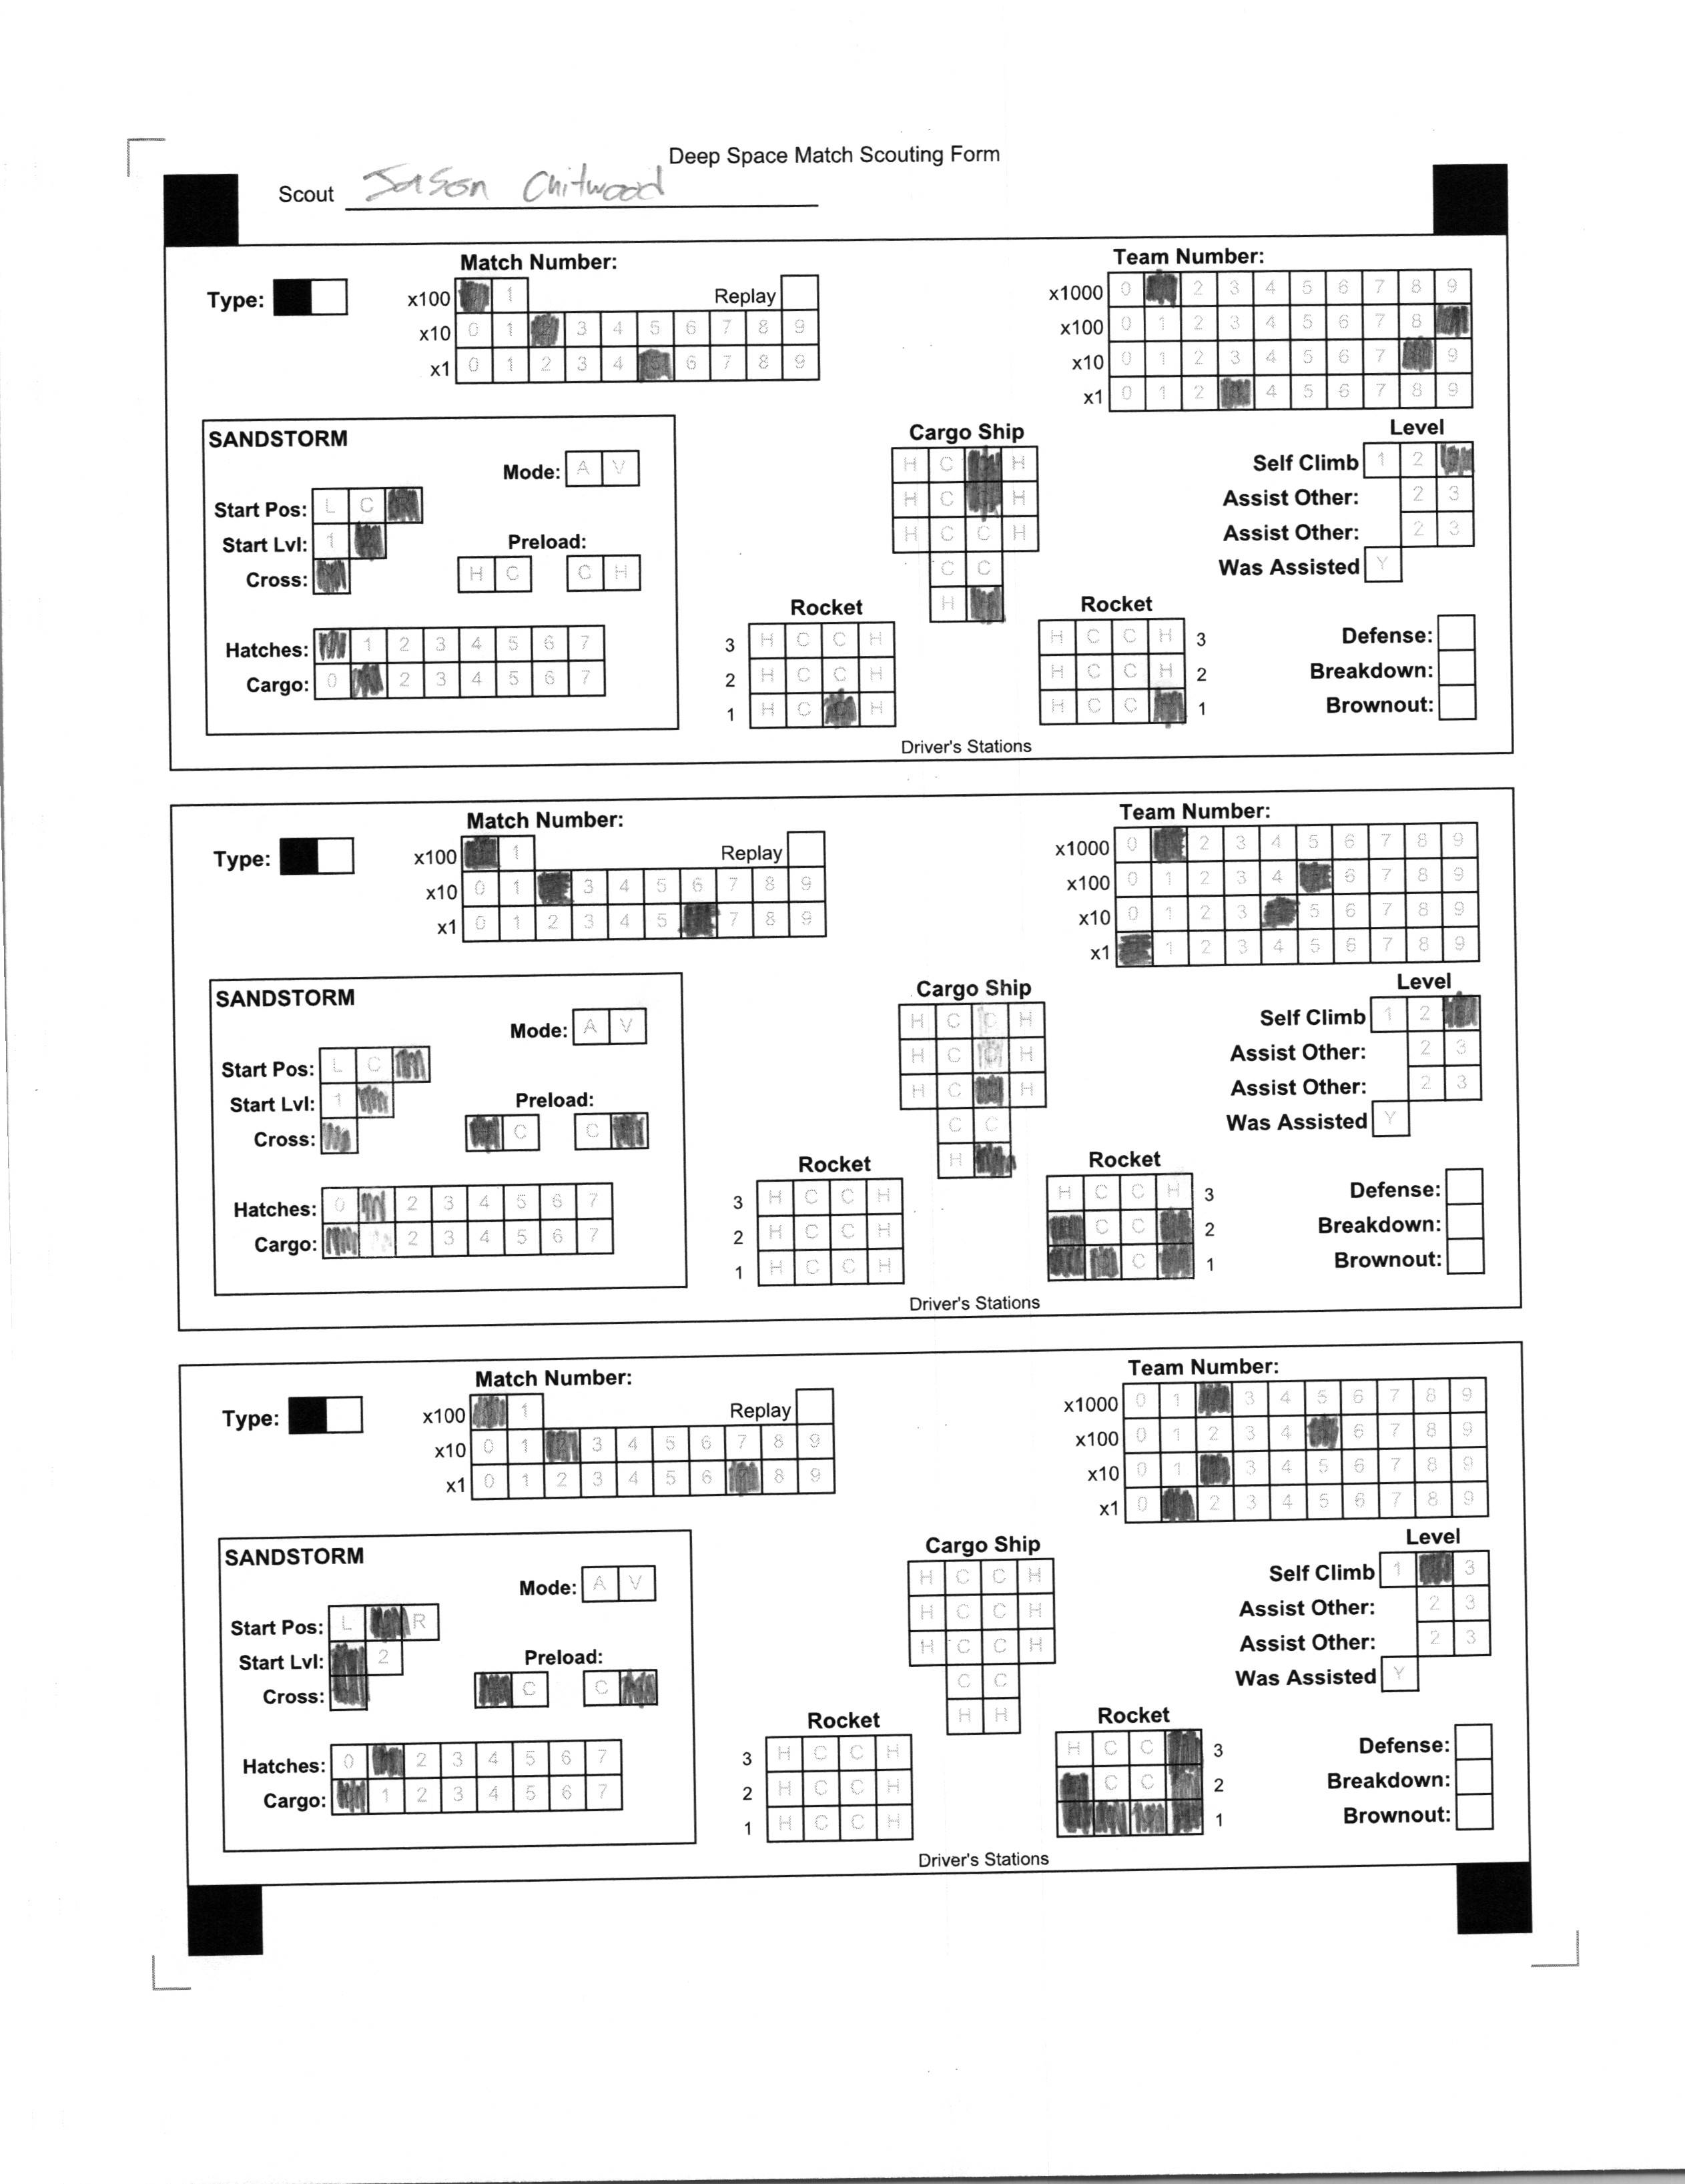 Deep Space Match Scouting Form
Scout Jason Chitwood
Match Number: Team Number:
Type: x100 1 Replay x1000 0 2 3 4 5 6 7 8 9
x10 0 1 3 4 5 6 7 8 9 x100 0 1 2 3 4 5 6 7 8
x1 0 1 2 3 4 6 7 8 9 x10 0 1 2 3 4 5 6 7 9
x1 0 1 2 4 5 6 7 8 9
SANDSTORM Cargo Ship Level
Mode: A V H C H Self Climb 1 2
Start Pos: L C H C H Assist Other: 2 3
Start Lvl: 1 Preload: H C C H Assist Other: 2 3
Cross: H C C H C C Was Assisted Y
Rocket H Rocket
Hatches: 1 2 3 4 5 6 7 3 H C C H H C C H 3 Defense:
Cargo: 0 2 3 4 5 6 7 2 H C C H H C C H 2 Breakdown:
1 H C H H C C 1 Brownout:
Driver's Stations
Match Number: Team Number:
Type: x100 1 Replay x1000 0 2 3 4 5 6 7 8 9
x10 0 1 3 4 5 6 7 8 9 x100 0 1 2 3 4 6 7 8 9
x1 0 1 2 3 4 5 7 8 9 x10 0 1 2 3 5 6 7 8 9
x1 1 2 3 4 5 6 7 8 9
SANDSTORM Cargo Ship Level
Mode: A V H C C H Self Climb 1 2
Start Pos: L C H C C H Assist Other: 2 3
Start Lvl: 1 Preload: H C H Assist Other: 2 3
Cross: C C C C Was Assisted Y
Rocket H Rocket
Hatches: 0 2 3 4 5 6 7 3 H C C H H C C H 3 Defense:
Cargo: 2 3 4 5 6 7 2 H C C H C C 2 Breakdown:
1 H C C H C 1 Brownout:
Driver's Stations
Match Number: Team Number:
Type: x100 1 Replay x1000 0 1 3 4 5 6 7 8 9
x10 0 1 3 4 5 6 7 8 9 x100 0 1 2 3 4 6 7 8 9
x1 0 1 2 3 4 5 6 8 9 x10 0 1 3 4 5 6 7 8 9
x1 0 2 3 4 5 6 7 8 9
SANDSTORM Cargo Ship Level
Mode: A V H C C H Self Climb 1 3
Start Pos: L R H C C H Assist Other: 2 3
Start Lvl: 2 Preload: H C C H Assist Other: 2 3
Cross: C C C C Was Assisted Y
Rocket H H Rocket
Hatches: 0 2 3 4 5 6 7 3 H C C H H C C 3 Defense:
Cargo: 1 2 3 4 5 6 7 2 H C C H C C 2 Breakdown:
1 H C C H 1 Brownout:
Driver's Stations